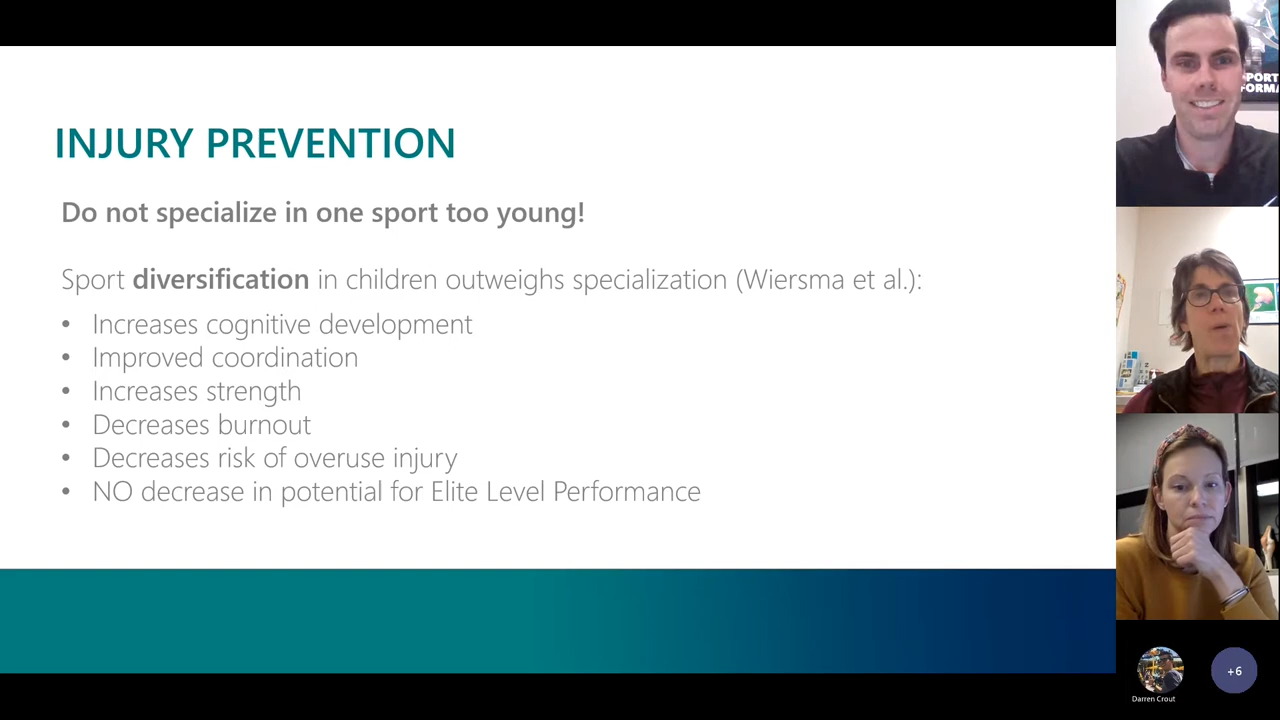 INJURY PREVENTION
Do not specialize in one sport too young!
Sport diversification in children outweighs specialization (Wiersma et al.):
• Increases cognitive development
• Improved coordination
• Increases strength
• Decreases burnout
• Decreases risk of overuse injury
• NO decrease in potential for Elite Level Performance
PORT
FORMA
Darren Crout
+6